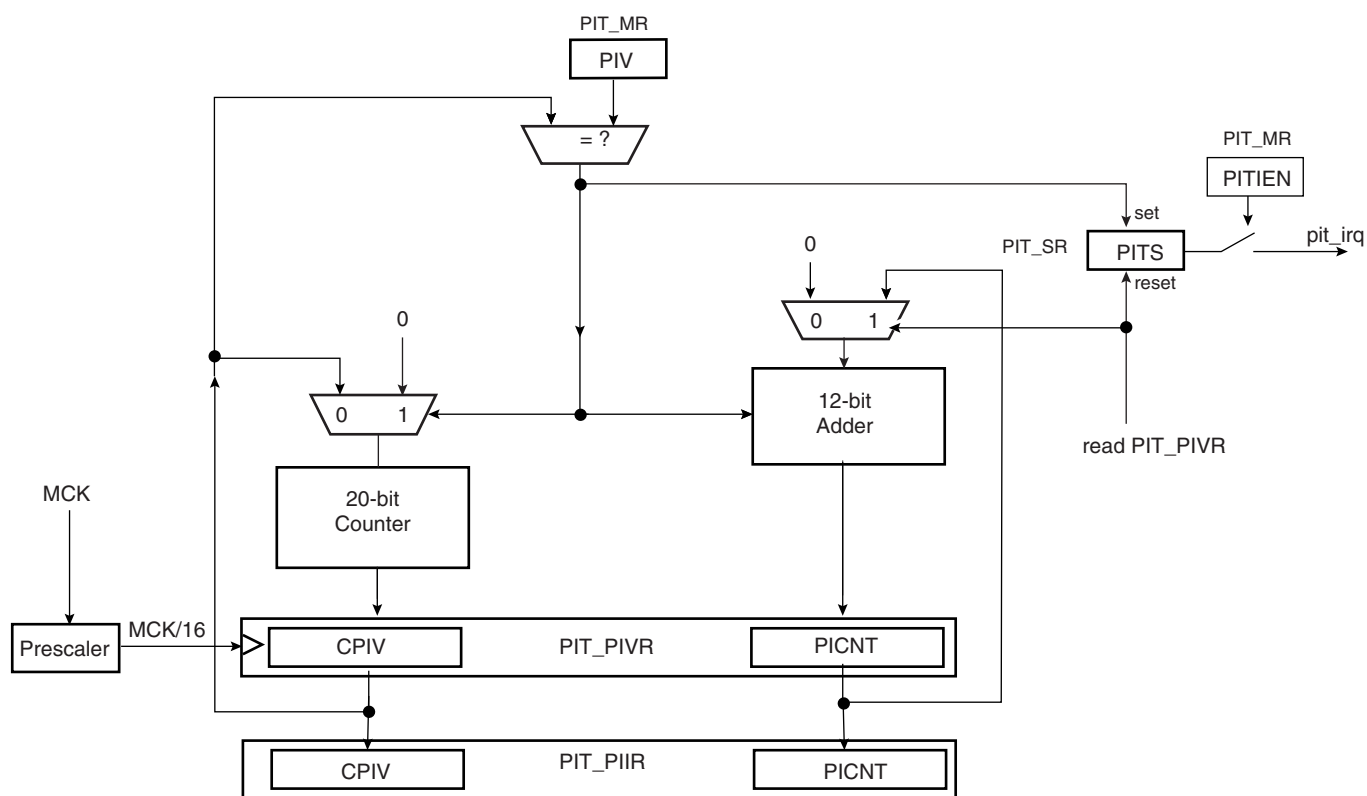 PIT_MR
PIV
= ?
PIT_MR
PITIEN
set
PIT_SR
PITS
pit_irq
reset
0
0 1
0
0 1
12-bit
Adder
read PIT_PIVR
MCK
20-bit
Counter
Prescaler
MCK/16
CPIV
PIT_PIVR
PICNT
CPIV
PIT_PIIR
PICNT